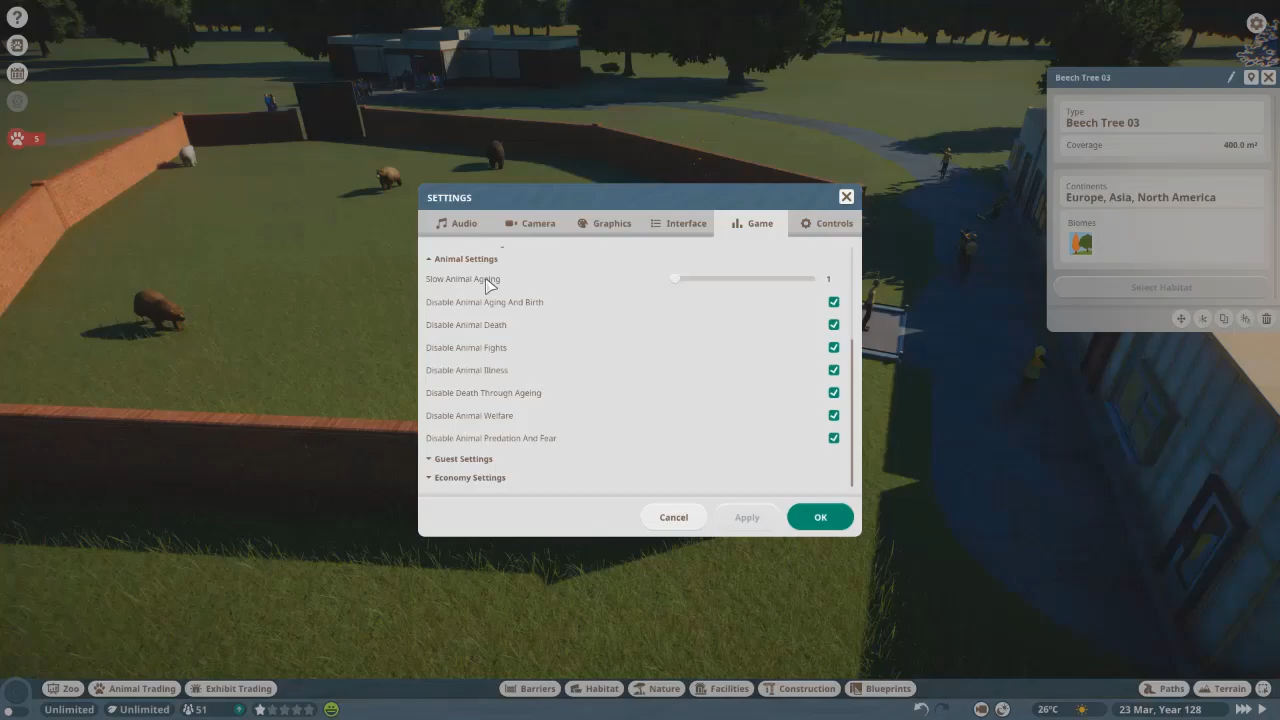 5
SETTINGS
Audio
Camera
Graphics
Interface
Game
Controls
Animal Settings
Slow Animal Ageing
1
Disable Animal Aging And Birth
Disable Animal Death
Disable Animal Fights
Disable Animal Illness
Disable Death Through Ageing
Disable Animal Welfare
Disable Animal Predation And Fear
Guest Settings
Economy Settings
Cancel
Apply
OK
Beech Tree 03
Type
Beech Tree 03
Coverage
400.0 m²
Continents
Europe, Asia, North America
Biomes
Select Habitat
Zoo
Animal Trading
Exhibit Trading
Barriers
Habitat
Nature
Facilities
Construction
Blueprints
Paths
Terrain
Unlimited
Unlimited
51
26°C
23 Mar, Year 128